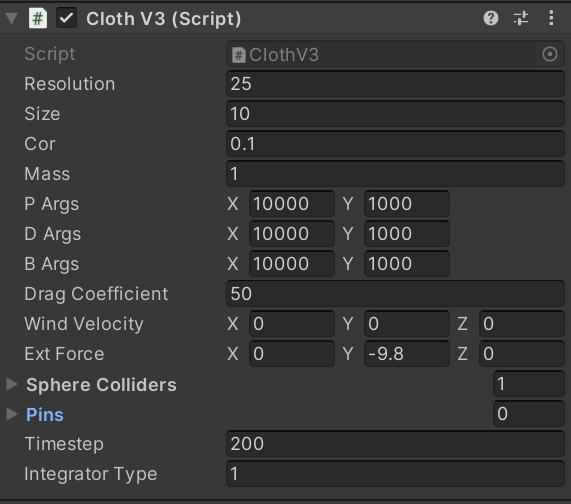 # Cloth V3 (Script)
Script # ClothV3
Resolution 25
Size 10
Cor 0.1
Mass 1
P Args X 10000 Y 1000
D Args X 10000 Y 1000
B Args X 10000 Y 1000
Drag Coefficient 50
Wind Velocity X 0 Y 0 Z 0
Ext Force X 0 Y -9.8 Z 0
Sphere Colliders 1
Pins 0
Timestep 200
Integrator Type 1